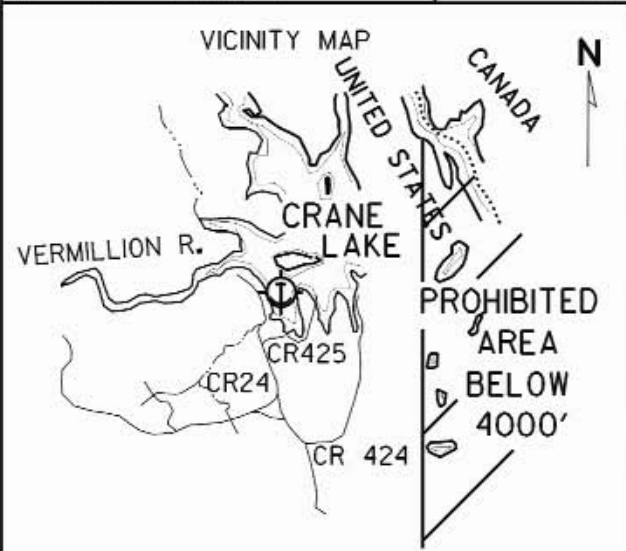 VICINITY MAP
N
UNITED STATES
CANADA
CRANE
LAKE
VERMILLION R.
PROHIBITED
AREA
BELOW
4000'
CR425
CR24
CR 424